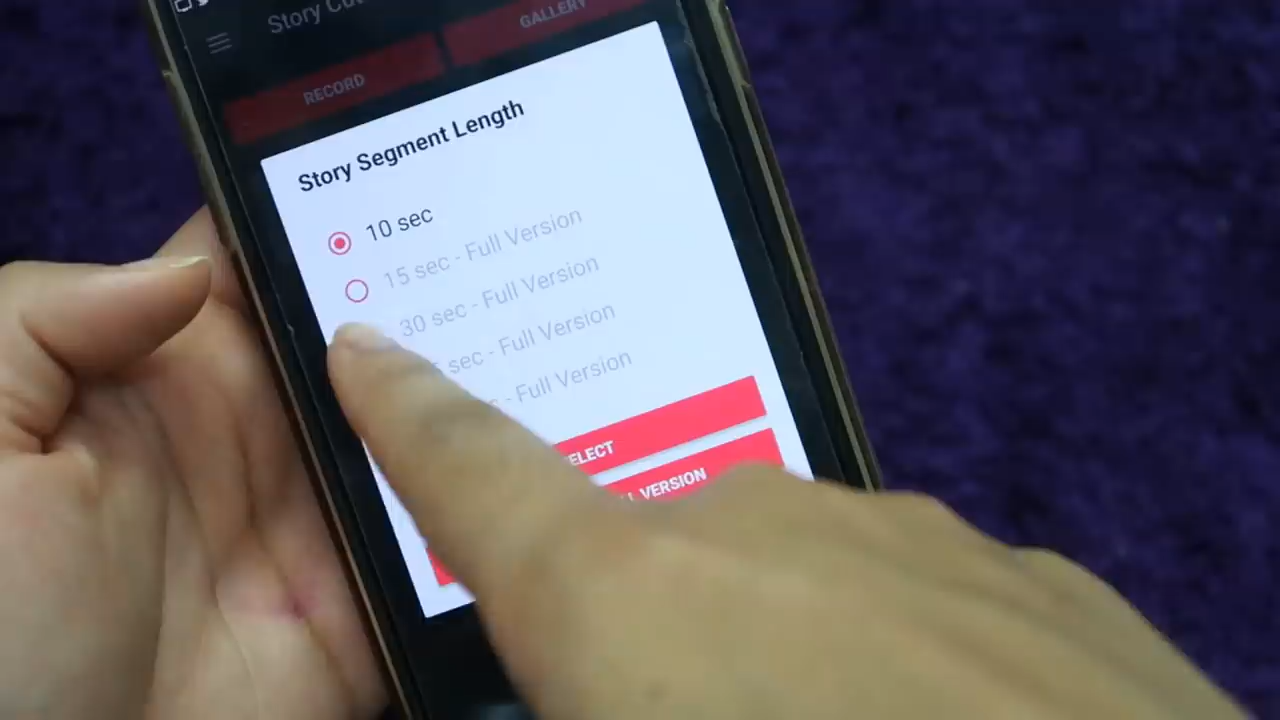 Story
GALLERY
RECORD
Story Segment Length
10 sec
15 sec - Full Version
30 sec - Full Version
sec - Full Version
- Full Version
ELECT
VERSION